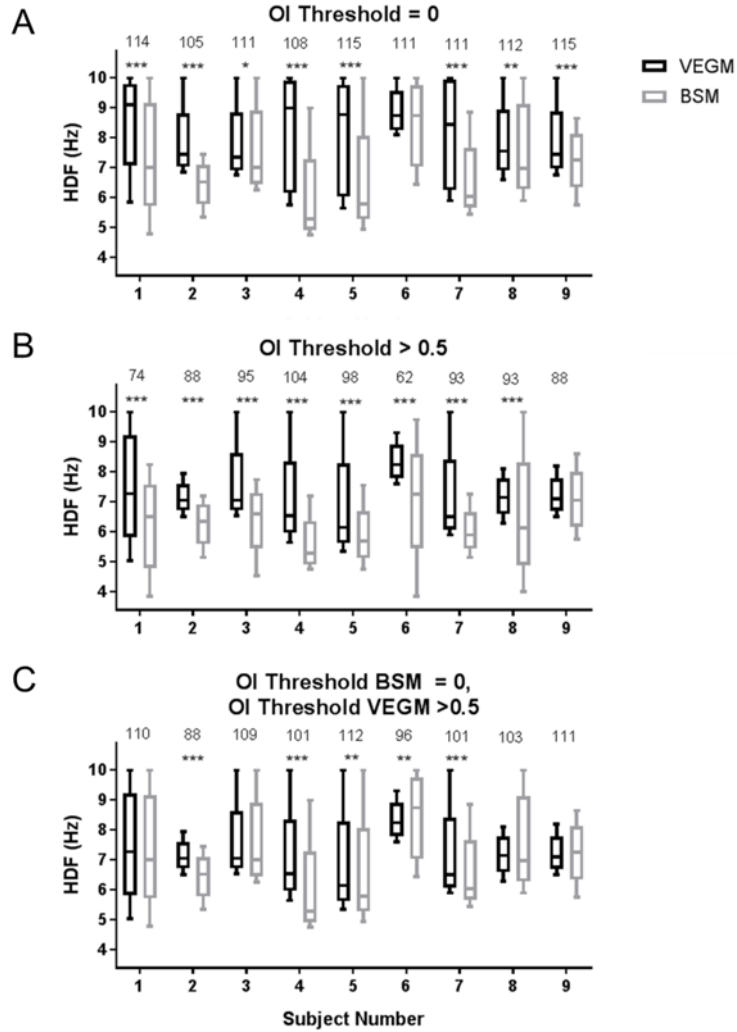 A
OI Threshold = 0
114 105 111 108 115 111 111 112 115
*** *** * *** *** *** ** ***
VEGM
BSM
HDF (Hz)
10
9
8
7
6
5
4
1 2 3 4 5 6 7 8 9
B
OI Threshold > 0.5
74 88 95 104 98 62 93 93 88
*** *** *** *** *** *** *** ***
HDF (Hz)
10
9
8
7
6
5
4
1 2 3 4 5 6 7 8 9
C
OI Threshold BSM = 0,
OI Threshold VEGM >0.5
110 88 109 101 112 96 101 103 111
*** *** ** ** ***
HDF (Hz)
10
9
8
7
6
5
4
1 2 3 4 5 6 7 8 9
Subject Number